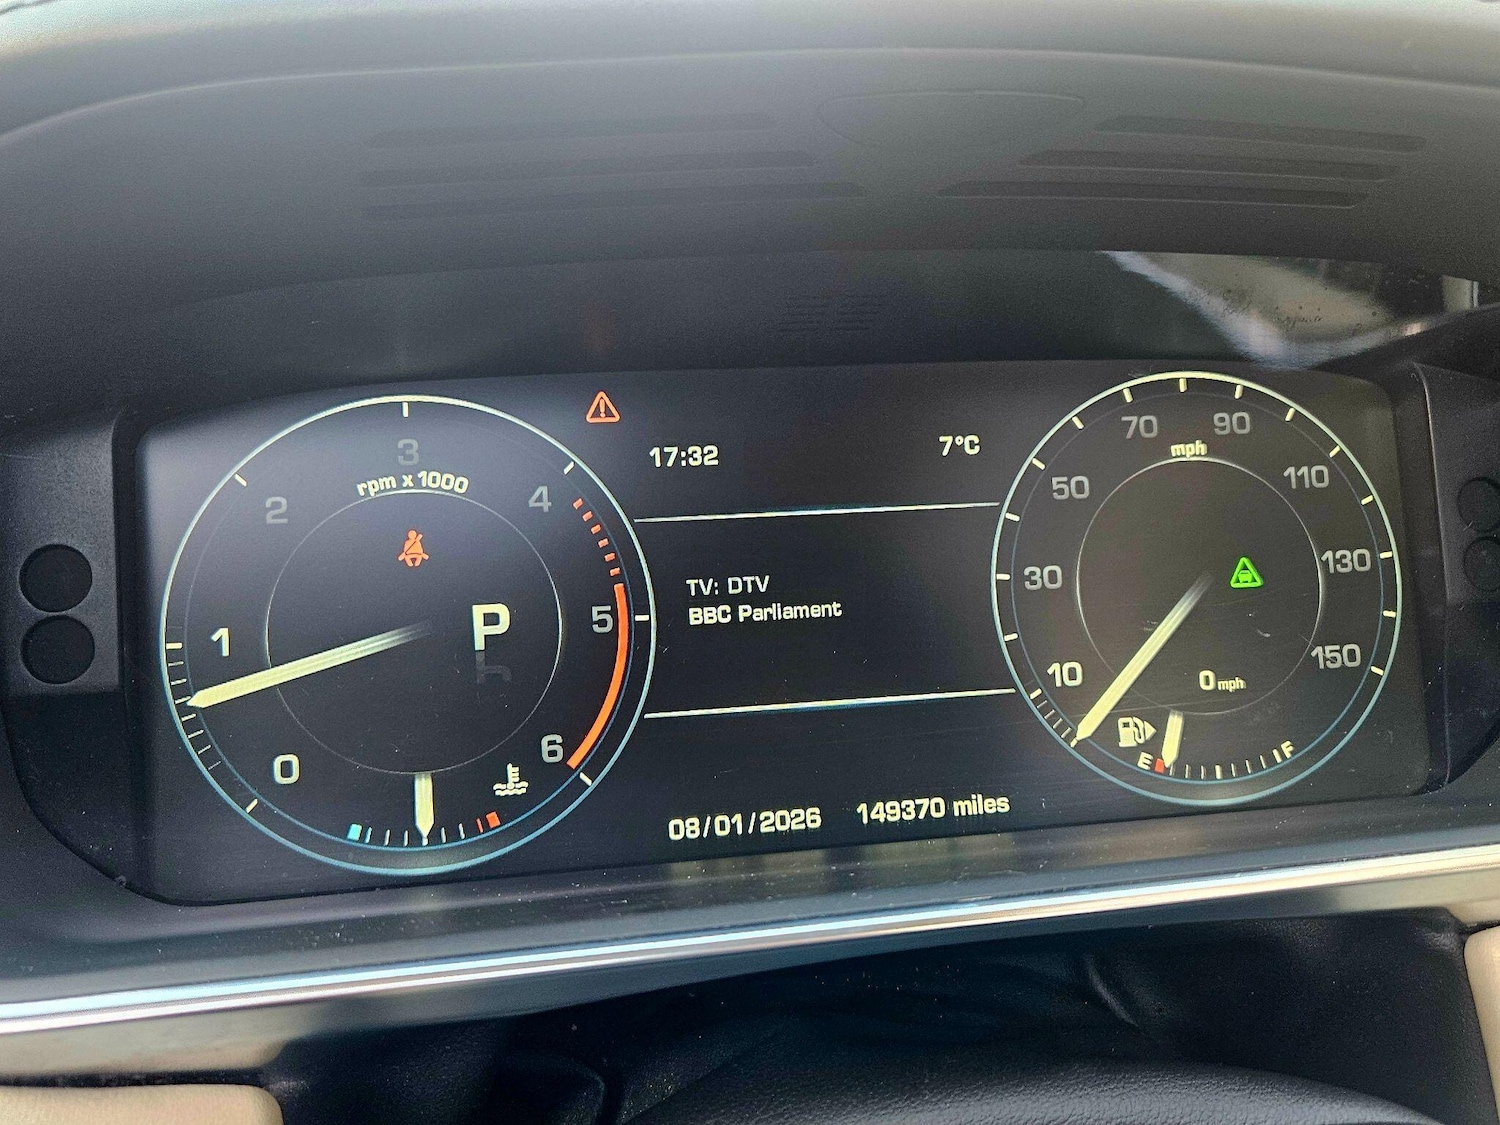 17:32
7°C
rpm x 1000
0
1
2
3
4
5
6
P
TV: DTV
BBC Parliament
mph
10
30
50
70
90
110
130
150
0 mph
E
F
08/01/2026
149370 miles